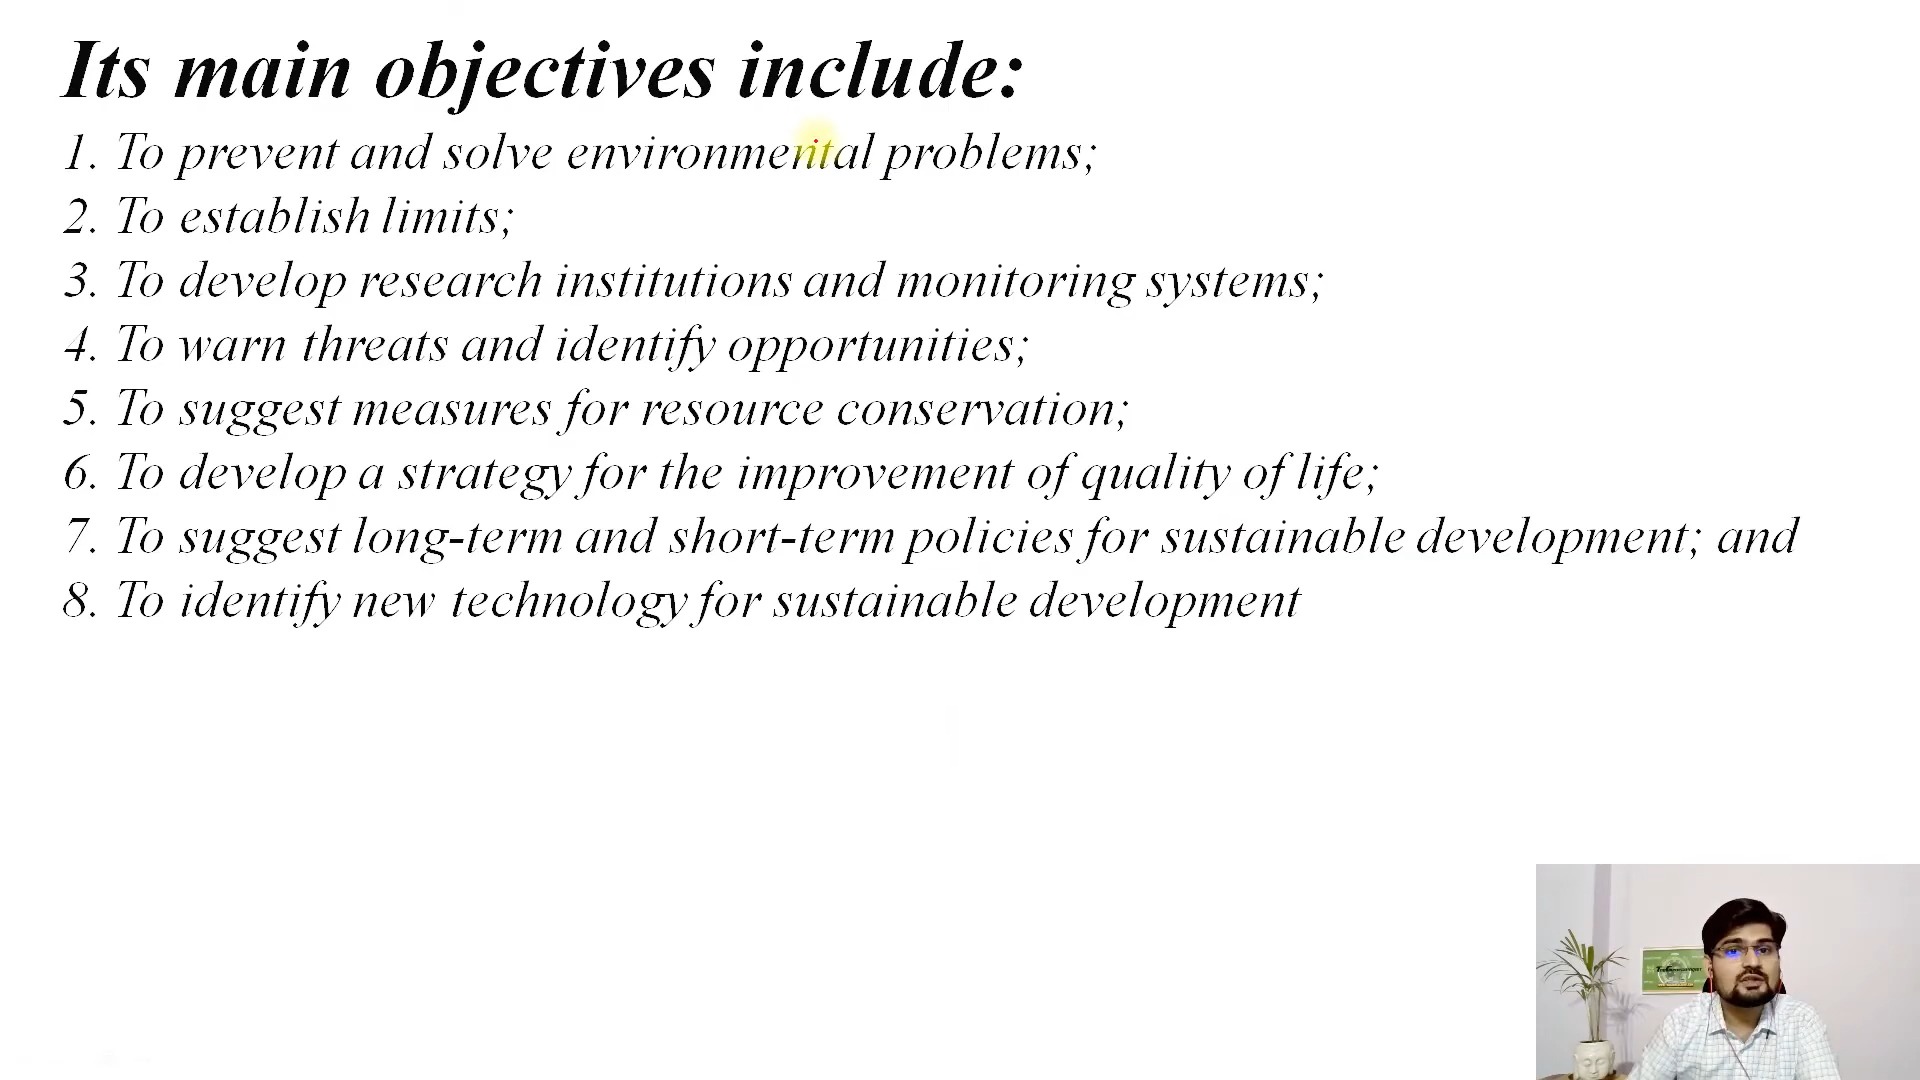 Its main objectives include:
1. To prevent and solve environmental problems;
2. To establish limits;
3. To develop research institutions and monitoring systems;
4. To warn threats and identify opportunities;
5. To suggest measures for resource conservation;
6. To develop a strategy for the improvement of quality of life;
7. To suggest long-term and short-term policies for sustainable development; and
8. To identify new technology for sustainable development